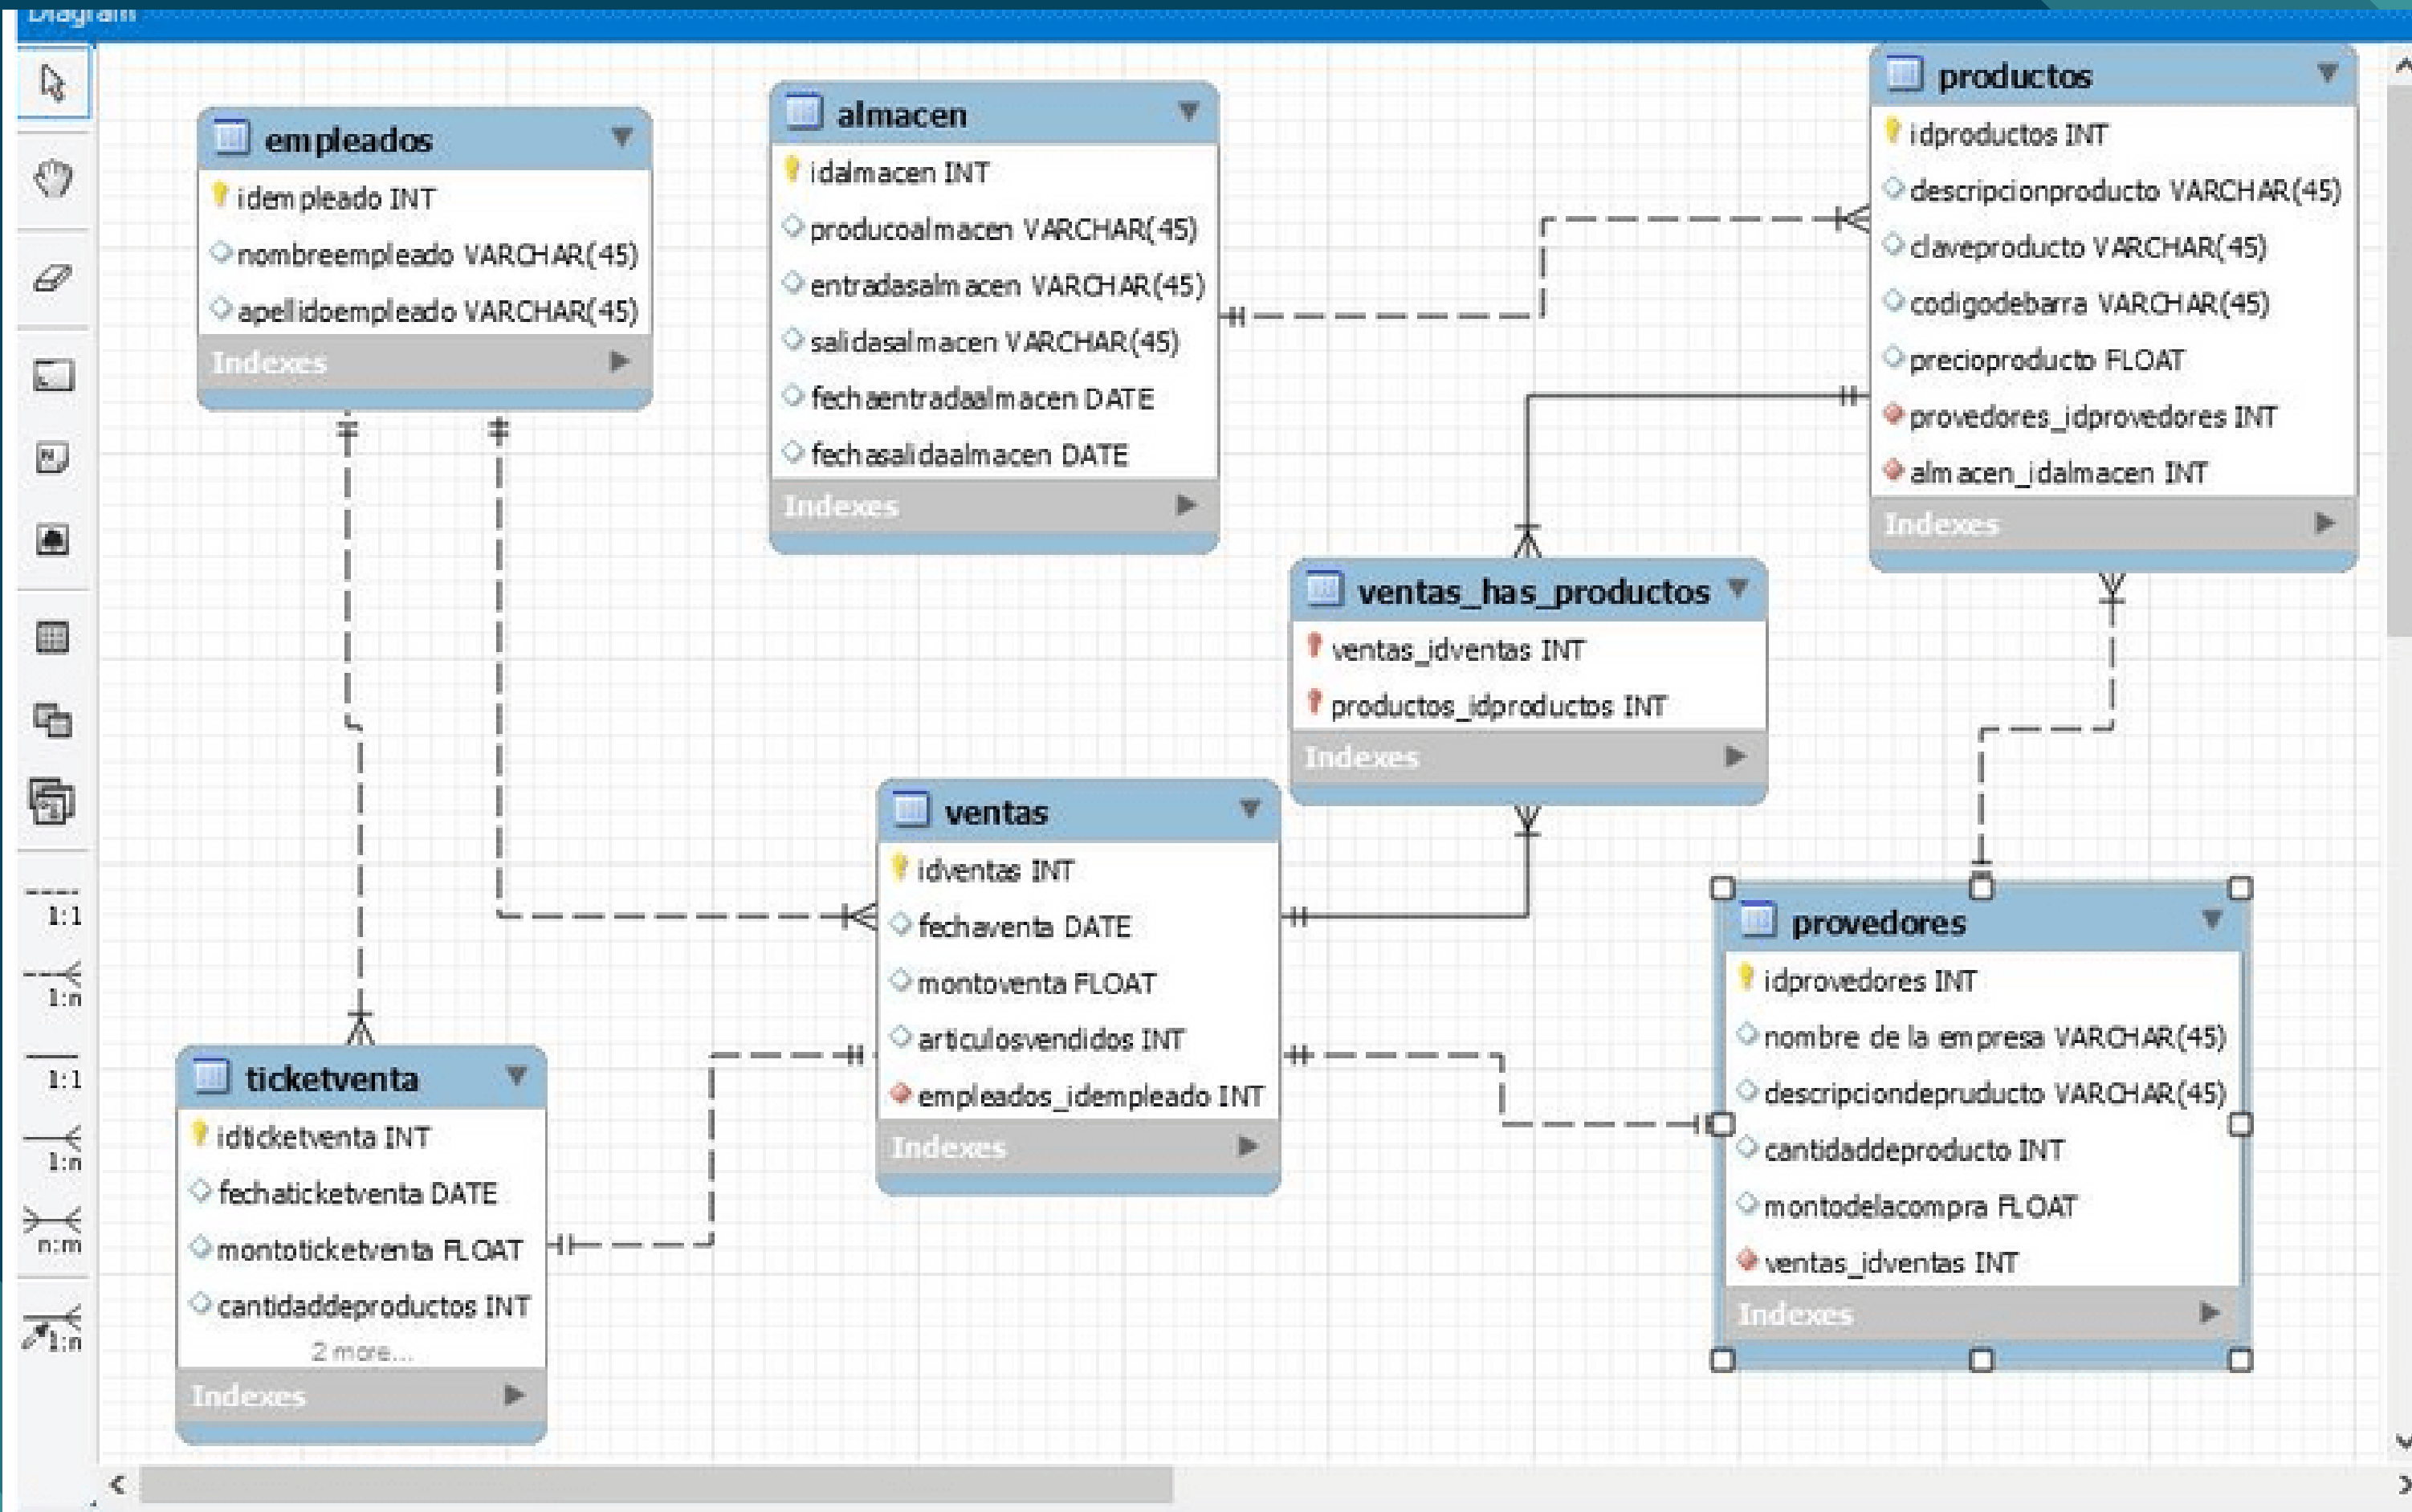 Diagram
empleados
idempleado INT
nombreempleado VARCHAR(45)
apellidoempleado VARCHAR(45)
Indexes
almacen
idalmacen INT
producoalmacen VARCHAR(45)
entradasalmacen VARCHAR(45)
salidasalmacen VARCHAR(45)
fechaentradaalmacen DATE
fechasalidaalmacen DATE
Indexes
productos
idproductos INT
descripcionproducto VARCHAR(45)
claveproducto VARCHAR(45)
codigodebarra VARCHAR(45)
precioproducto FLOAT
provedores_idprovedores INT
almacen_idalmacen INT
Indexes
ventas_has_productos
ventas_idventas INT
productos_idproductos INT
Indexes
ventas
idventas INT
fechaventa DATE
montoventa FLOAT
articulosvendidos INT
empleados_idempleado INT
Indexes
provedores
idprovedores INT
nombre de la empresa VARCHAR(45)
descripciondepruducto VARCHAR(45)
cantidaddeproducto INT
montodelacompra FLOAT
ventas_idventas INT
Indexes
ticketventa
idticketventa INT
fechaticketventa DATE
montoticketventa FLOAT
cantidaddeproductos INT
2 more...
Indexes
1:1
1:n
1:1
1:n
n:m
1:n